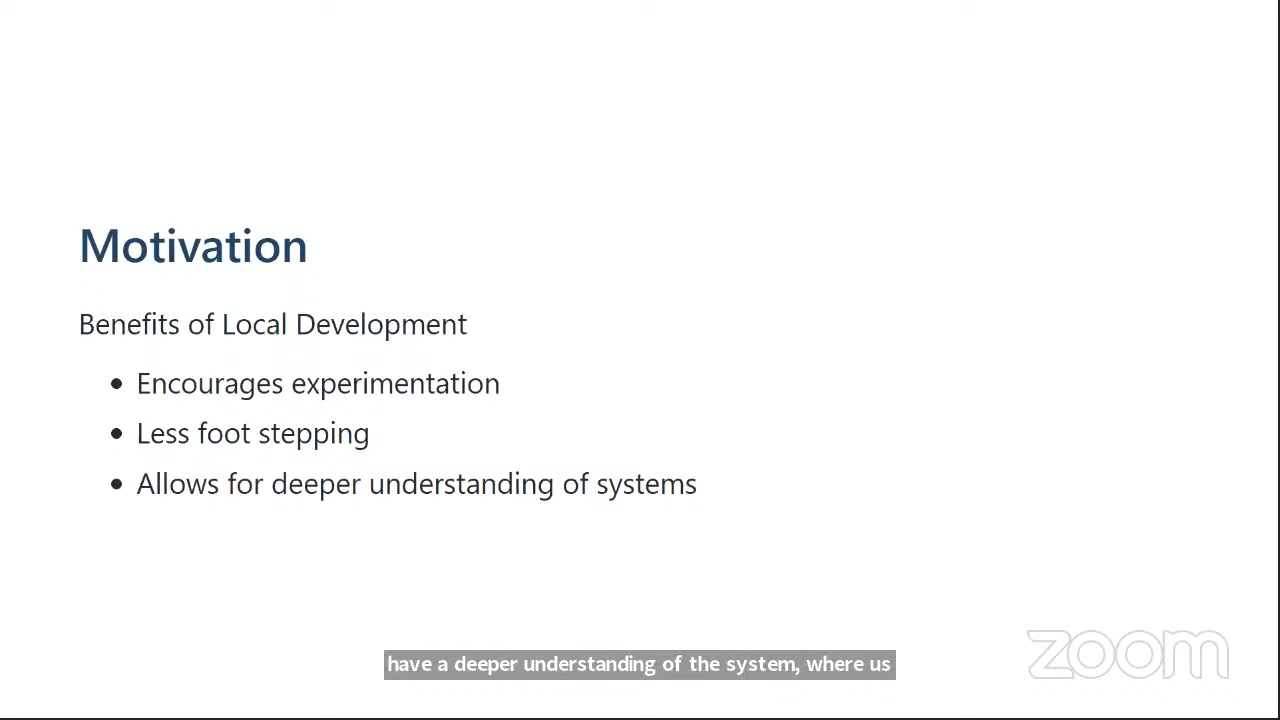 Motivation
Benefits of Local Development
• Encourages experimentation
• Less foot stepping
• Allows for deeper understanding of systems
have a deeper understanding of the system, where us
zoom